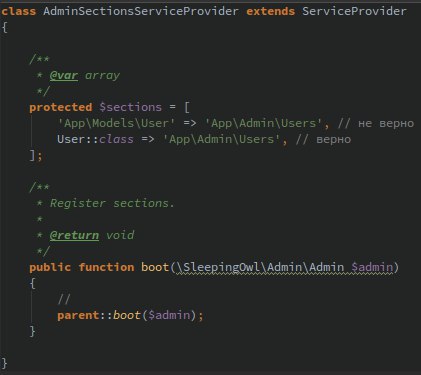 class AdminSectionsServiceProvider extends ServiceProvider
{
/**
* @var array
*/
protected $sections = [
'App\Models\User' => 'App\Admin\Users', // не верно
User::class => 'App\Admin\Users', // верно
];
/**
* Register sections.
*
* @return void
*/
public function boot(\SleepingOwl\Admin\Admin $admin)
{
//
parent::boot($admin);
}
}